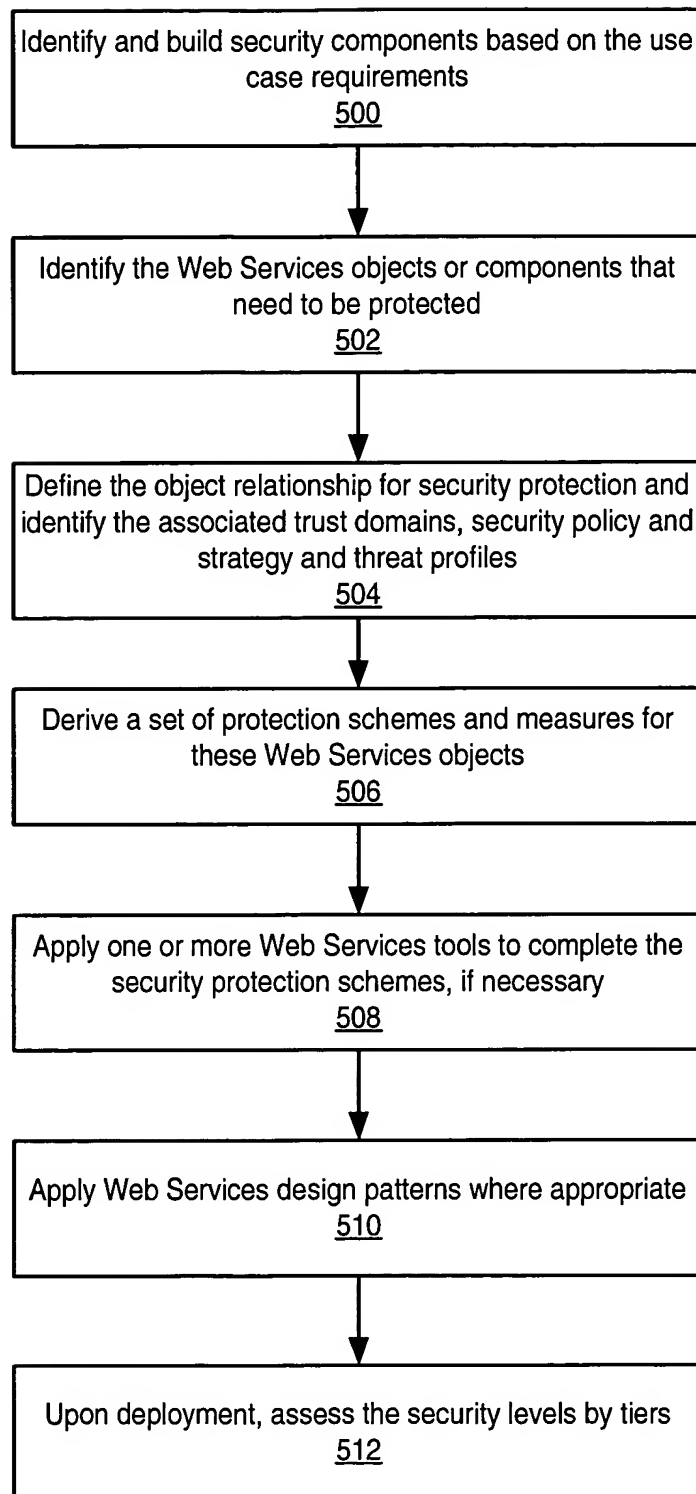 Identify and build security components based on the use
case requirements
500
Identify the Web Services objects or components that
need to be protected
502
Define the object relationship for security protection and
identify the associated trust domains, security policy and
strategy and threat profiles
504
Derive a set of protection schemes and measures for
these Web Services objects
506
Apply one or more Web Services tools to complete the
security protection schemes, if necessary
508
Apply Web Services design patterns where appropriate
510
Upon deployment, assess the security levels by tiers
512